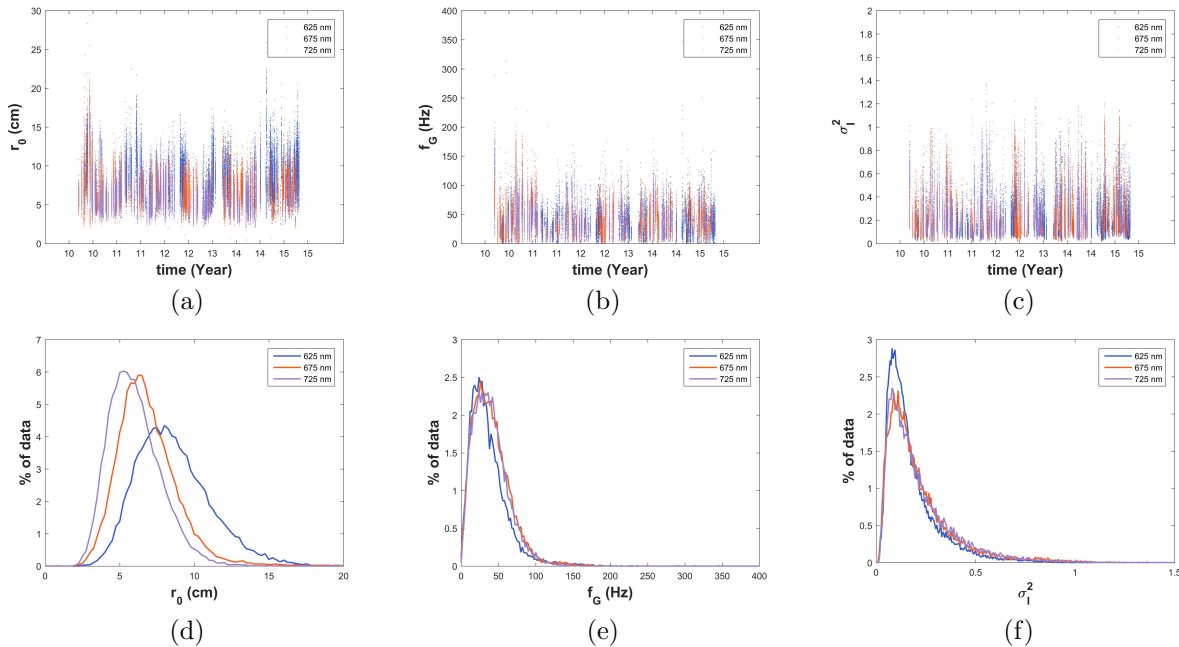 30
25
20
15
10
5
0
r0 (cm)
10 10 11 11 12 12 13 13 14 14 15 15
time (Year)
625 nm
675 nm
725 nm
(a)
400
350
300
250
200
150
100
50
0
fG (Hz)
10 10 11 11 12 12 13 13 14 14 15 15
time (Year)
625 nm
675 nm
725 nm
(b)
2
1.8
1.6
1.4
1.2
1
0.8
0.6
0.4
0.2
0
σI2
10 10 11 11 12 12 13 13 14 14 15 15
time (Year)
625 nm
675 nm
725 nm
(c)
7
6
5
4
3
2
1
0
% of data
0 5 10 15 20
r0 (cm)
625 nm
675 nm
725 nm
(d)
3
2.5
2
1.5
1
0.5
0
% of data
0 50 100 150 200 250 300 350 400
fG (Hz)
625 nm
675 nm
725 nm
(e)
3
2.5
2
1.5
1
0.5
0
% of data
0 0.5 1 1.5
σI2
625 nm
675 nm
725 nm
(f)